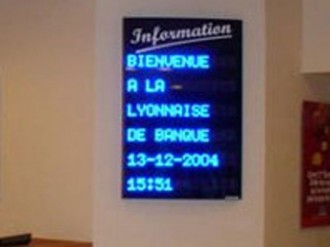 Information
BIENVENUE
A LA
LYONNAISE
DE BANQUE
13-12-2004
15:51